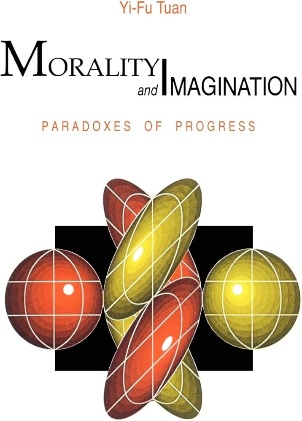 Yi-Fu Tuan
MORALITY
and IMAGINATION
PARADOXES OF PROGRESS